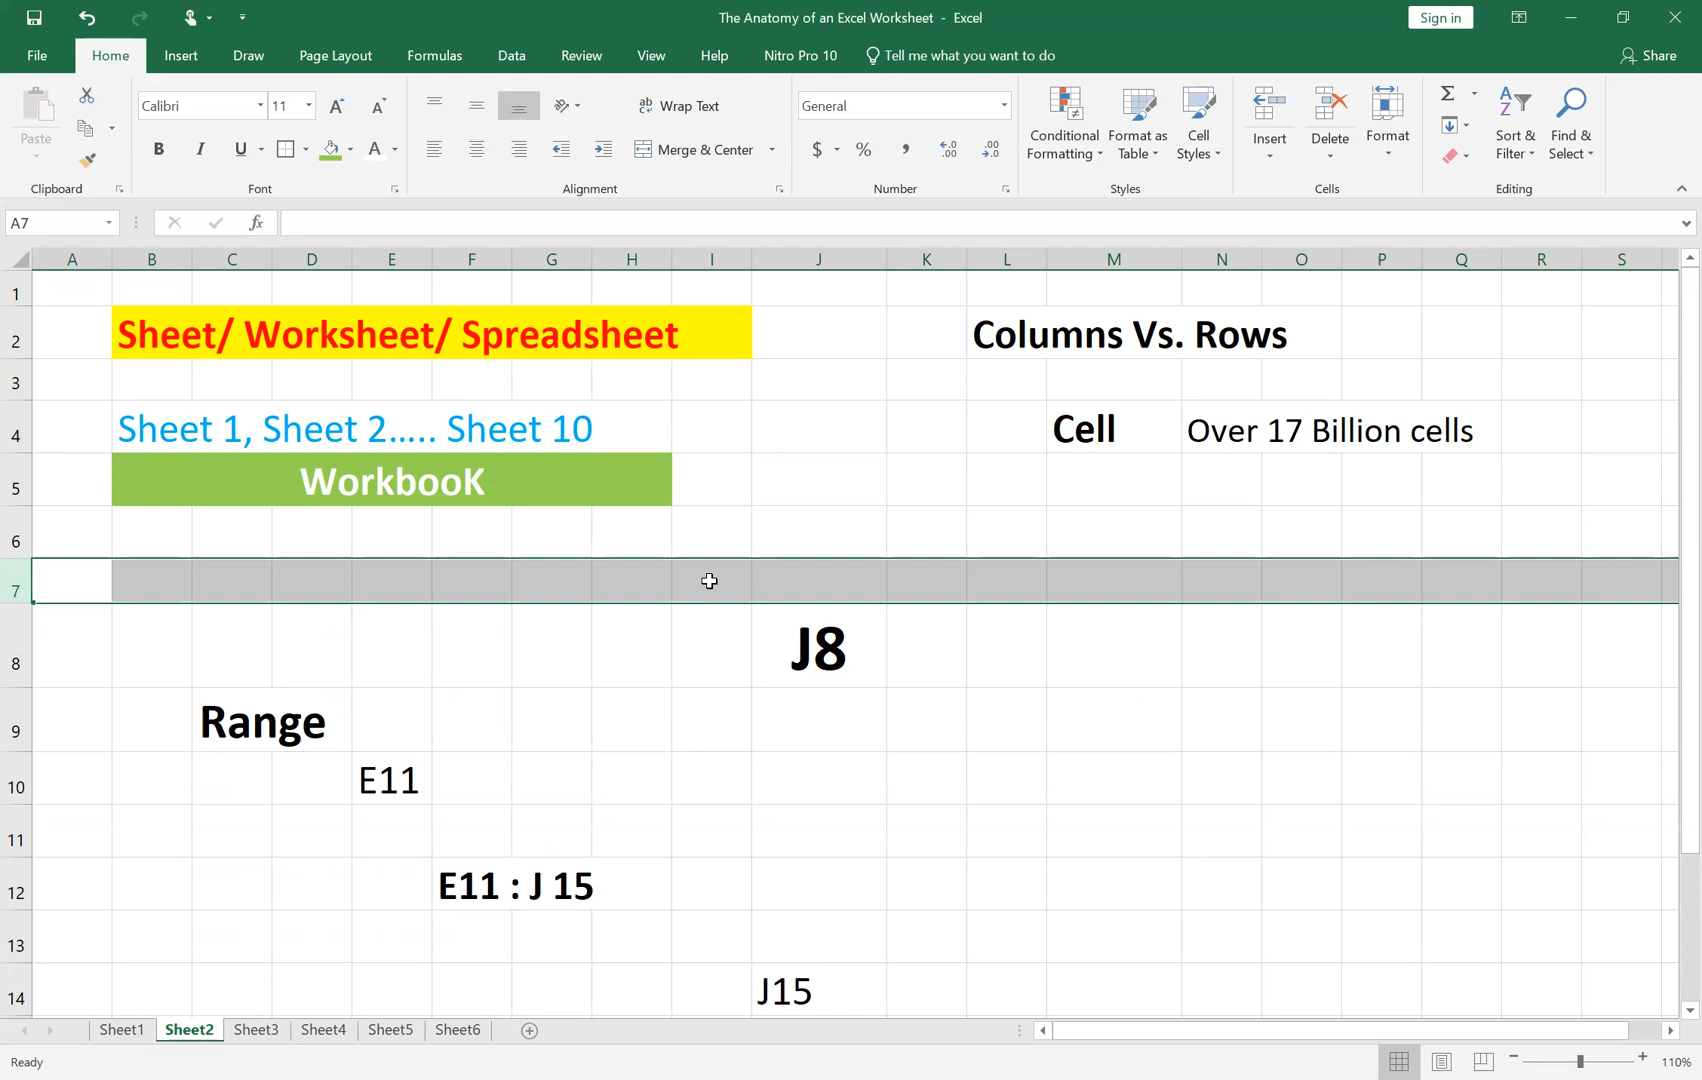 The Anatomy of an Excel Worksheet - Excel
Sign in
File Home Insert Draw Page Layout Formulas Data Review View Help Nitro Pro 10 Tell me what you want to do Share
Paste
Clipboard
Calibri 11
B I U A
Font
Wrap Text
Merge & Center
Alignment
General
$ % ,
Number
Conditional Formatting
Format as Table
Cell Styles
Styles
Insert
Delete
Format
Cells
Sort & Filter
Find & Select
Editing
A7 fx
A B C D E F G H I J K L M N O P Q R S
1
2 Sheet/ Worksheet/ Spreadsheet Columns Vs. Rows
3
4 Sheet 1, Sheet 2..... Sheet 10 Cell Over 17 Billion cells
5 WorkbooK
6
7
8 J8
9 Range
10 E11
11
12 E11 : J 15
13
14 J15
Sheet1 Sheet2 Sheet3 Sheet4 Sheet5 Sheet6
Ready 110%